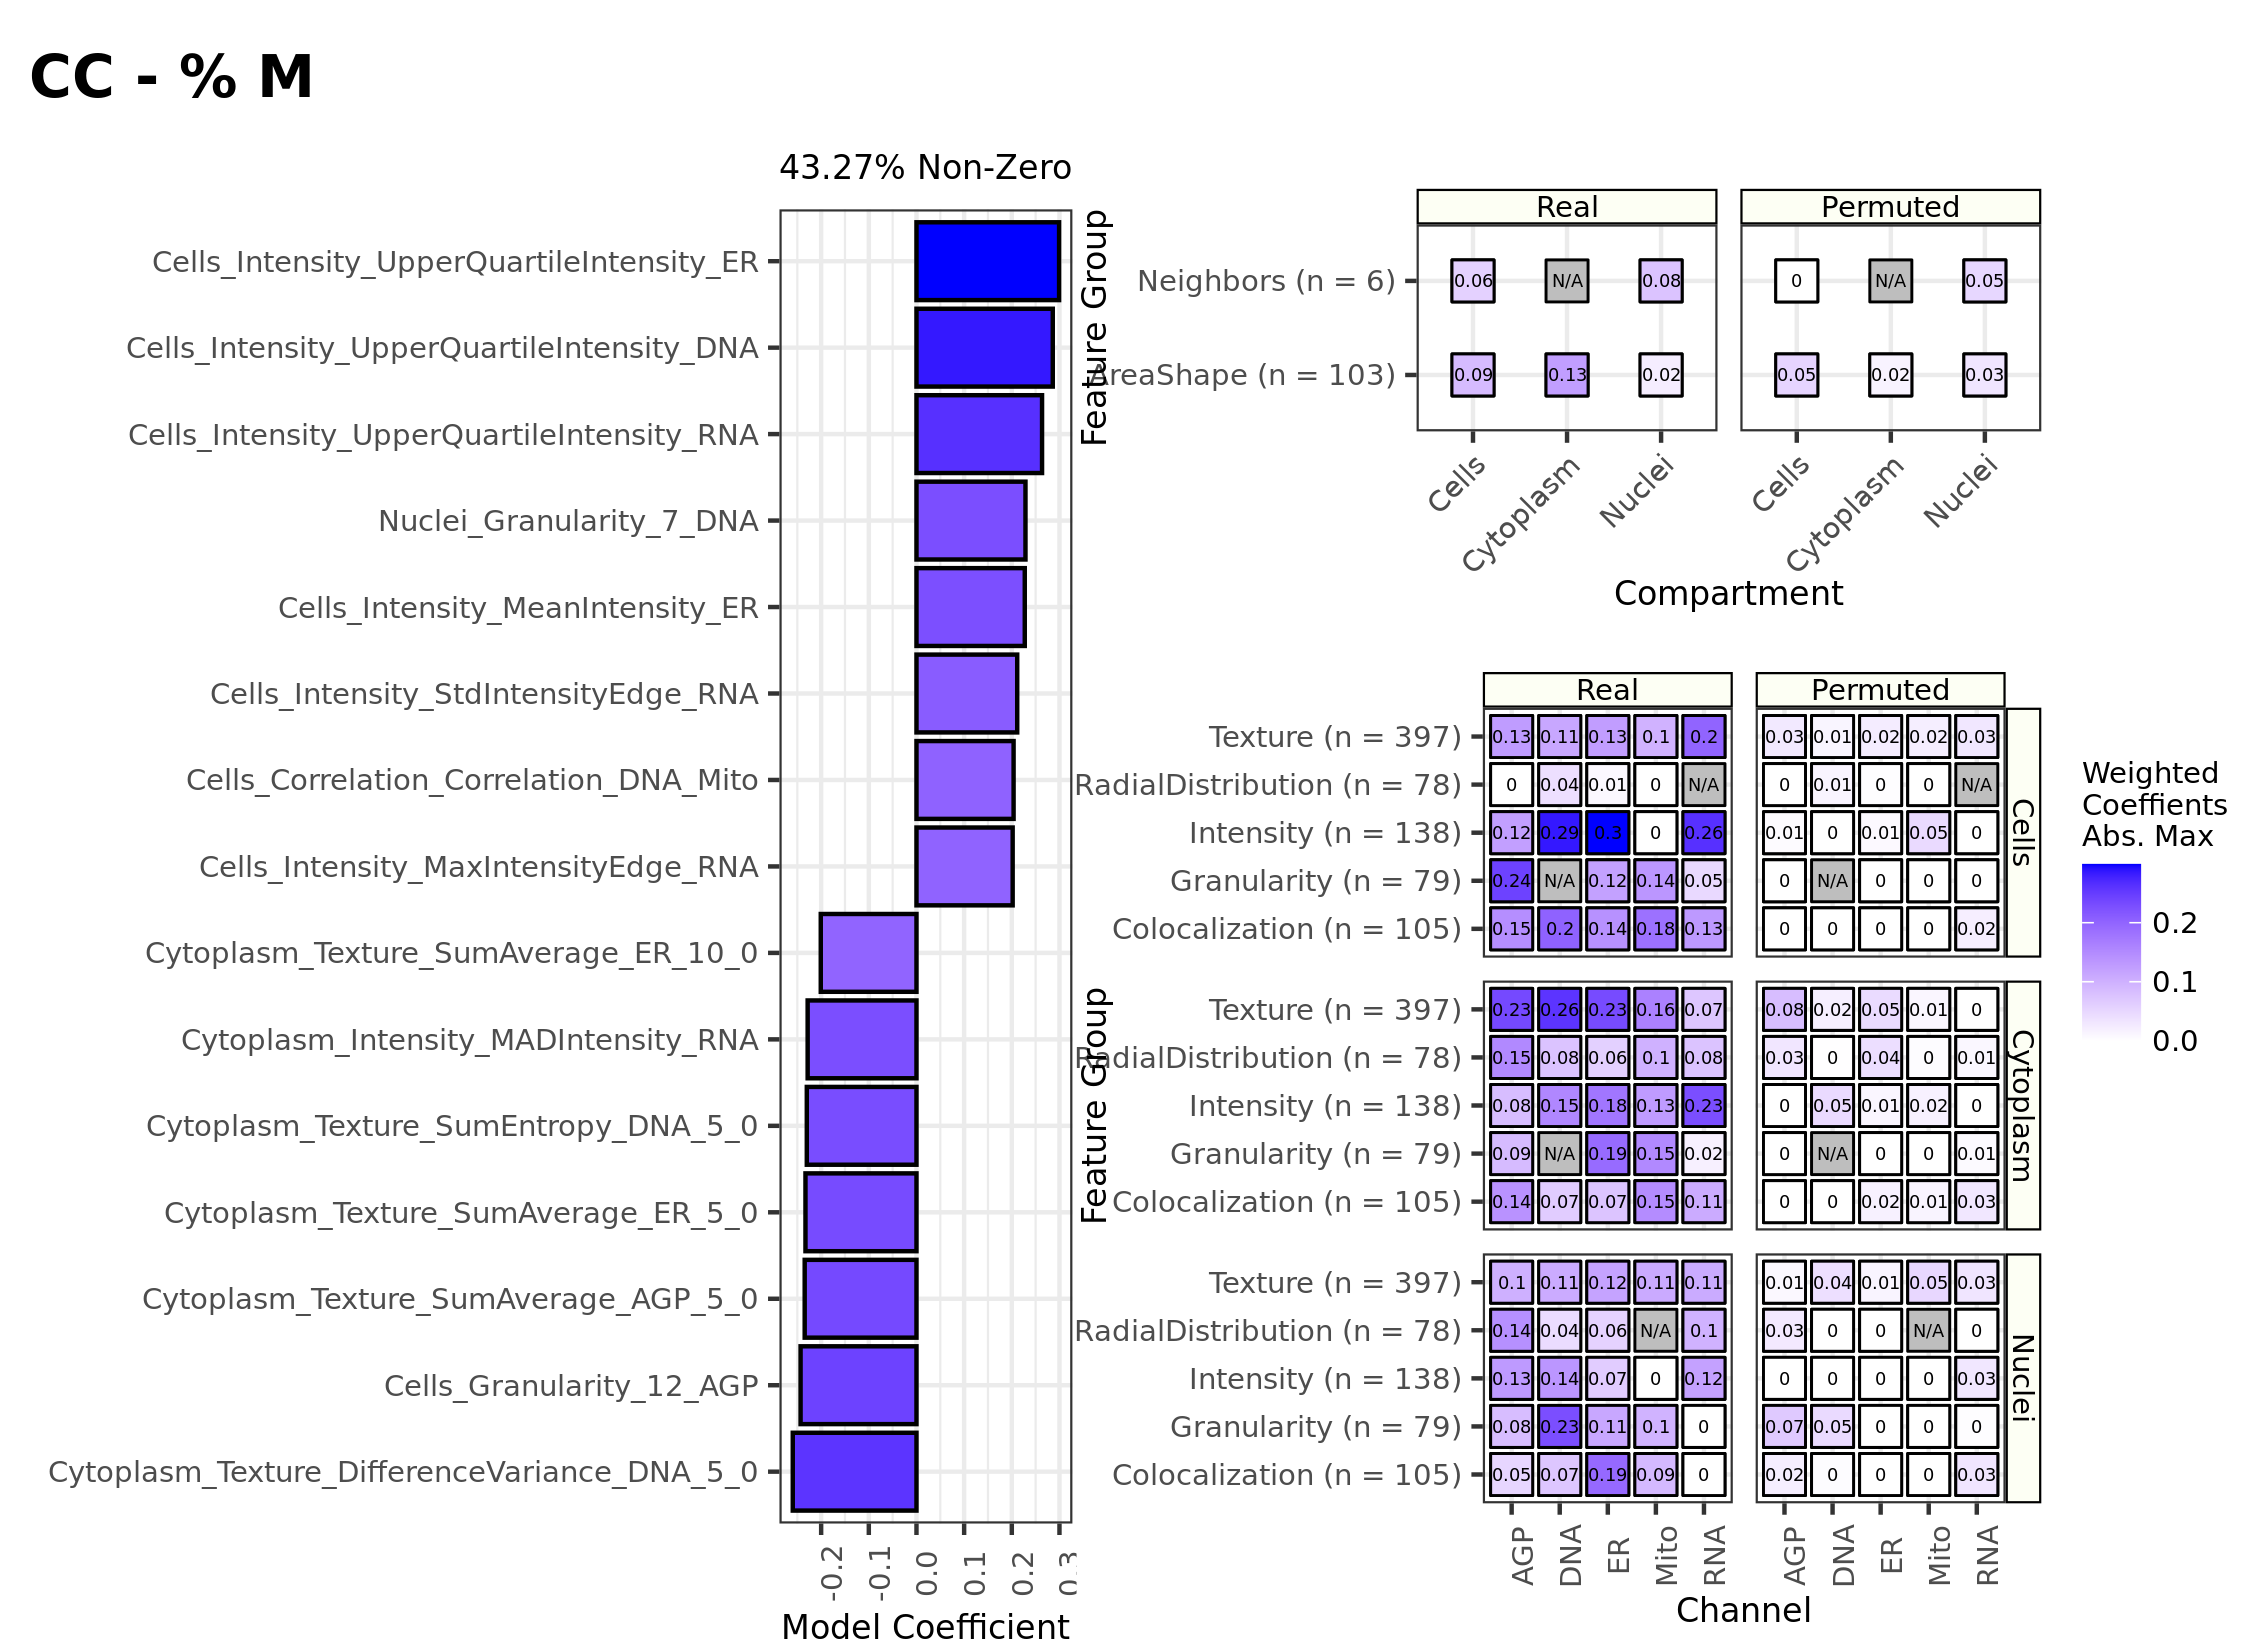 CC - % M
43.27% Non-Zero
Cells_Intensity_UpperQuartileIntensity_ER
Cells_Intensity_UpperQuartileIntensity_DNA
Cells_Intensity_UpperQuartileIntensity_RNA
Nuclei_Granularity_7_DNA
Cells_Intensity_MeanIntensity_ER
Cells_Intensity_StdIntensityEdge_RNA
Cells_Correlation_Correlation_DNA_Mito
Cells_Intensity_MaxIntensityEdge_RNA
Cytoplasm_Texture_SumAverage_ER_10_0
Cytoplasm_Intensity_MADIntensity_RNA
Cytoplasm_Texture_SumEntropy_DNA_5_0
Cytoplasm_Texture_SumAverage_ER_5_0
Cytoplasm_Texture_SumAverage_AGP_5_0
Cells_Granularity_12_AGP
Cytoplasm_Texture_DifferenceVariance_DNA_5_0
-0.2 -0.1 0.0 0.1 0.2 0.3
Model Coefficient
Feature Group
Real Permuted
Neighbors (n = 6) 0.06 N/A 0.08 0 N/A 0.05
AreaShape (n = 103) 0.09 0.13 0.02 0.05 0.02 0.03
Cells Cytoplasm Nuclei Cells Cytoplasm Nuclei
Compartment
Feature Group
Real Permuted
Texture (n = 397) 0.13 0.11 0.13 0.1 0.2 0.03 0.01 0.02 0.02 0.03
RadialDistribution (n = 78) 0 0.04 0.01 0 N/A 0 0.01 0 0 N/A
Intensity (n = 138) 0.12 0.29 0.3 0 0.26 0.01 0 0.01 0.05 0
Granularity (n = 79) 0.24 N/A 0.12 0.14 0.05 0 N/A 0 0 0
Colocalization (n = 105) 0.15 0.2 0.14 0.18 0.13 0 0 0 0 0.02
Cells
Texture (n = 397) 0.23 0.26 0.23 0.16 0.07 0.08 0.02 0.05 0.01 0
RadialDistribution (n = 78) 0.15 0.08 0.06 0.1 0.08 0.03 0 0.04 0 0.01
Intensity (n = 138) 0.08 0.15 0.18 0.13 0.23 0 0.05 0.01 0.02 0
Granularity (n = 79) 0.09 N/A 0.19 0.15 0.02 0 N/A 0 0 0.01
Colocalization (n = 105) 0.14 0.07 0.07 0.15 0.11 0 0 0.02 0.01 0.03
Cytoplasm
Texture (n = 397) 0.1 0.11 0.12 0.11 0.11 0.01 0.04 0.01 0.05 0.03
RadialDistribution (n = 78) 0.14 0.04 0.06 N/A 0.1 0.03 0 0 N/A 0
Intensity (n = 138) 0.13 0.14 0.07 0 0.12 0 0 0 0 0.03
Granularity (n = 79) 0.08 0.23 0.11 0.1 0 0.07 0.05 0 0 0
Colocalization (n = 105) 0.05 0.07 0.19 0.09 0 0.02 0 0 0 0.03
Nuclei
AGP DNA ER Mito RNA AGP DNA ER Mito RNA
Channel
Weighted
Coeffients
Abs. Max
0.2
0.1
0.0